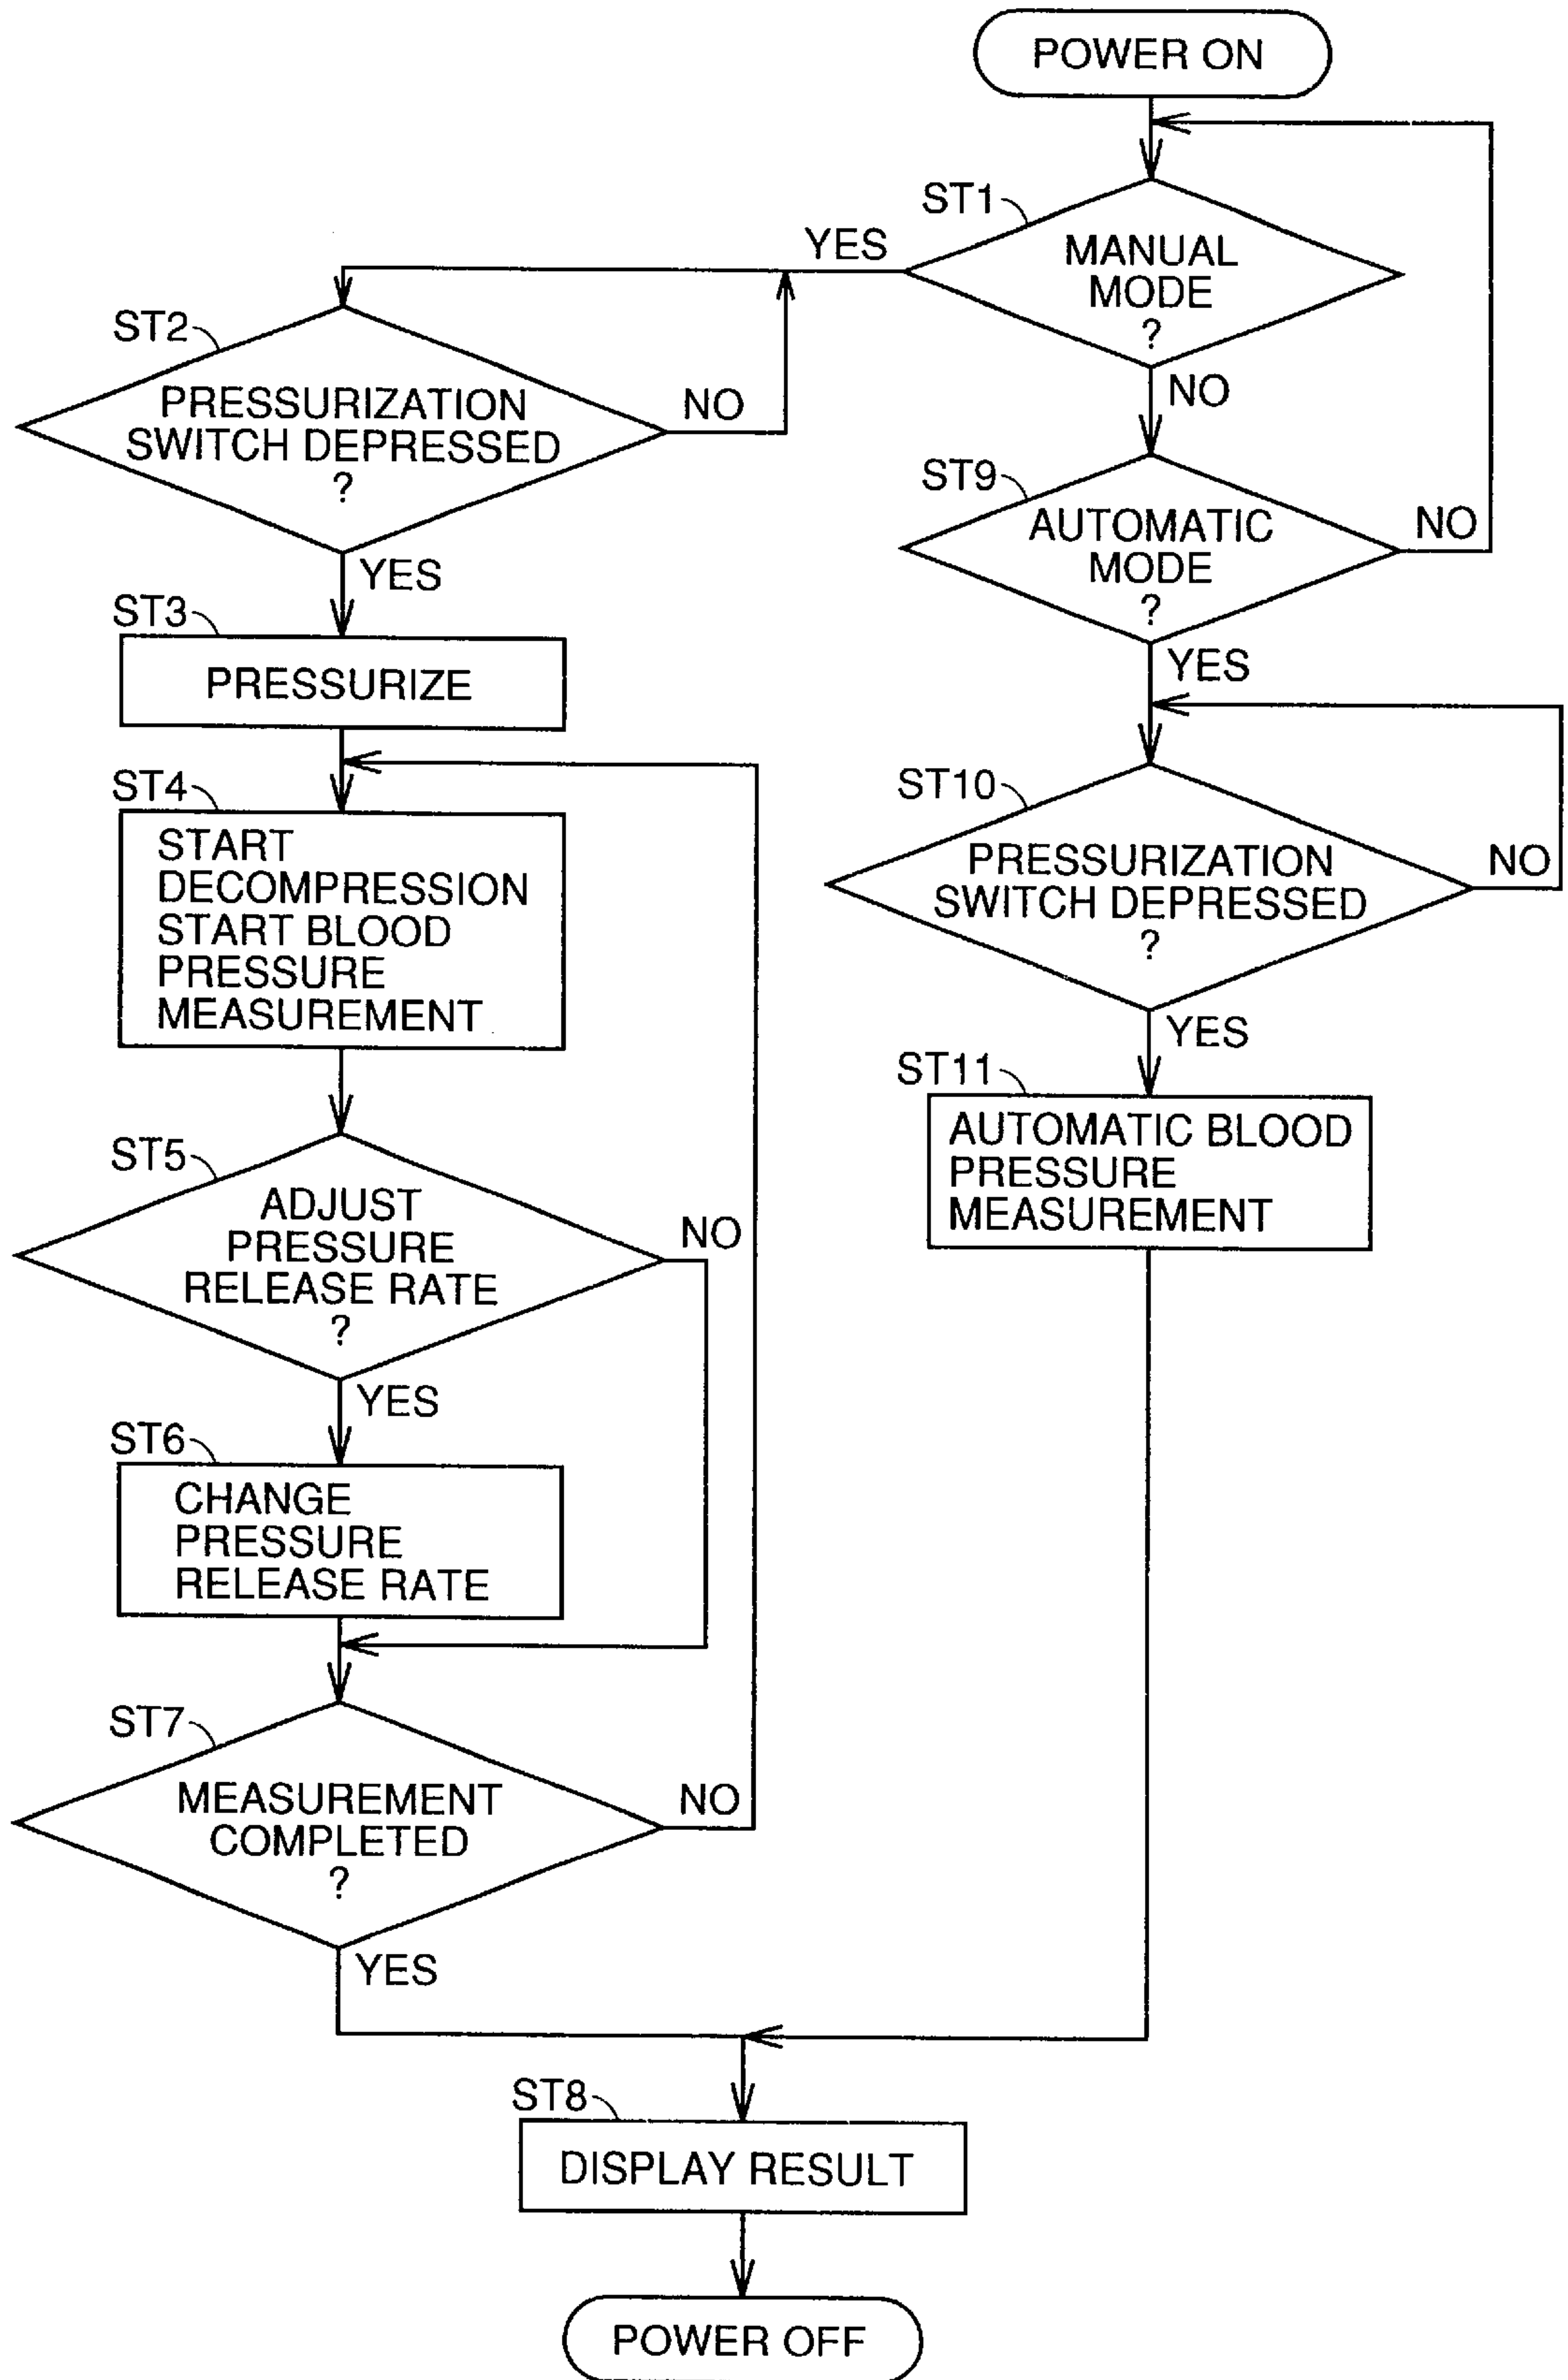 POWER ON
ST1
MANUAL
MODE
?
YES
NO
ST2
PRESSURIZATION
SWITCH DEPRESSED
?
NO
YES
ST3
PRESSURIZE
ST4
START
DECOMPRESSION
START BLOOD
PRESSURE
MEASUREMENT
ST5
ADJUST
PRESSURE
RELEASE RATE
?
NO
YES
ST6
CHANGE
PRESSURE
RELEASE RATE
ST7
MEASUREMENT
COMPLETED
?
NO
YES
ST9
AUTOMATIC
MODE
?
NO
YES
ST10
PRESSURIZATION
SWITCH DEPRESSED
?
NO
YES
ST11
AUTOMATIC BLOOD
PRESSURE
MEASUREMENT
ST8
DISPLAY RESULT
POWER OFF